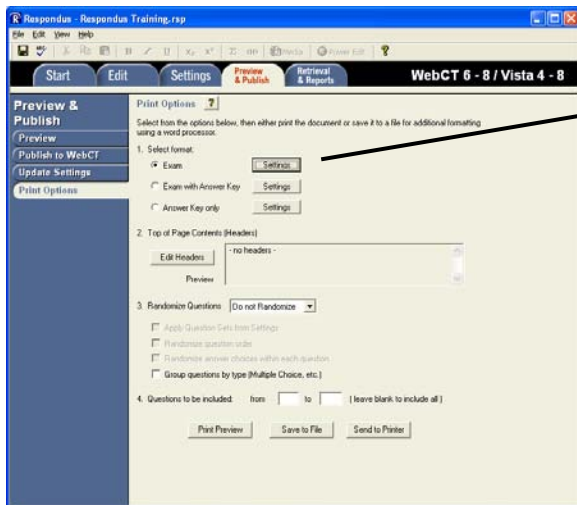 Respondus - Respondus Training.rsp
File Edit View Help
Media Power Edit
Start Edit Settings Preview & Publish Retrieval & Reports WebCT 6 - 8 / Vista 4 - 8
Preview & Publish
Preview
Publish to WebCT
Update Settings
Print Options
Print Options ?
Select from the options below, then either print the document or save it to a file for additional formatting
using a word processor.
1. Select format:
Exam Settings
Exam with Answer Key Settings
Answer Key only Settings
2. Top of Page Contents (Headers)
Edit Headers
- no headers -
Preview
3. Randomize Questions Do not Randomize
Apply Question Sets from Settings
Randomize question order
Randomize answer choices within each question
Group questions by type (Multiple Choice, etc.)
4. Questions to be included: from to ( leave blank to include all )
Print Preview Save to File Send to Printer